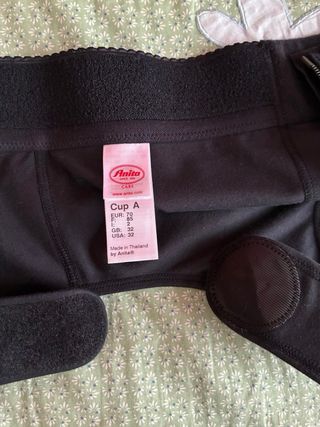 Anita
SINCE 1886
CARE
www.anita.com
Cup A
EUR: 70
F: 85
I: 2
GB: 32
USA: 32
Made in Thailand
by Anita®